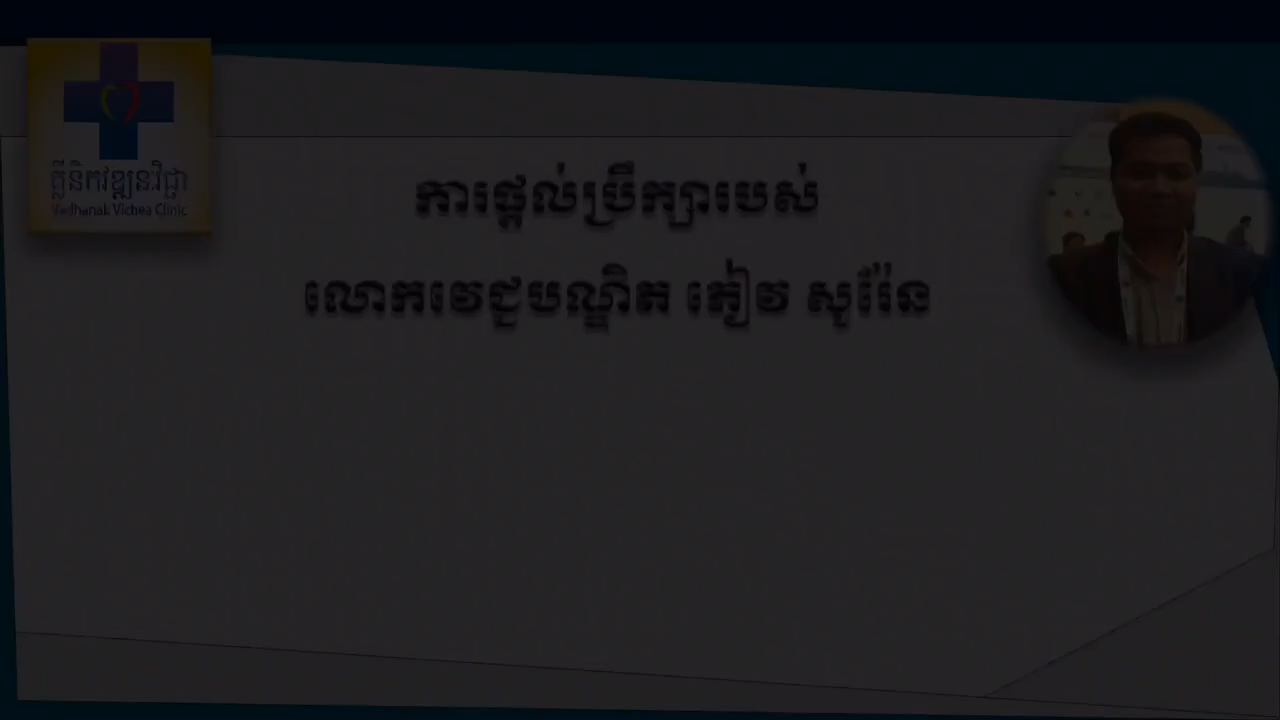 គ្លីនិកវឌ្ឍនៈវិជ្ជា
Vadhanak Vichea Clinic
ការផ្តល់ប្រឹក្សារបស់
លោកវេជ្ជបណ្ឌិត គៀវ សូរ៉ែន